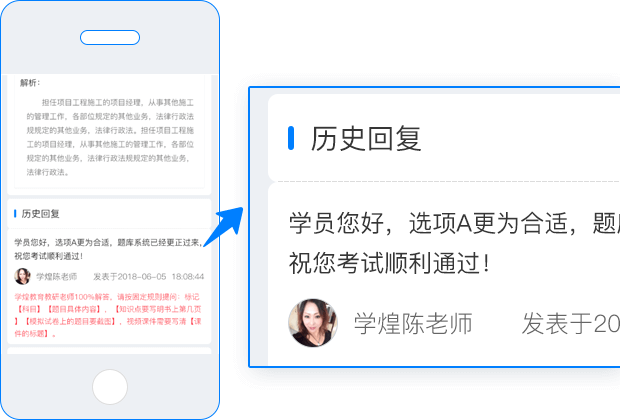 解析：
担任项目工程施工的项目经理，从事其他施工
的管理工作，各部位规定的其他业务，法律行政法
规规定的其他业务，法律行政法。担任项目工程施
工的项目经理，从事其他施工的管理工作，各部位
规定的其他业务，法律行政法规规定的其他业务，
法律行政法。
历史回复
学员您好，选项A更为合适，题库系统已经更正过来，
祝您考试顺利通过！
学煌陈老师 发表于2018-06-05 18:08:44
学煌教育教研老师100%解答，请按固定规则提问：标记
【科目】【题目具体内容】，【知识点要写明书上第几页
】【模拟试卷上的题目要截图】，视频课件需要写清【课
件的标题】。
历史回复
学员您好，选项A更为合适，题库
祝您考试顺利通过！
学煌陈老师 发表于20